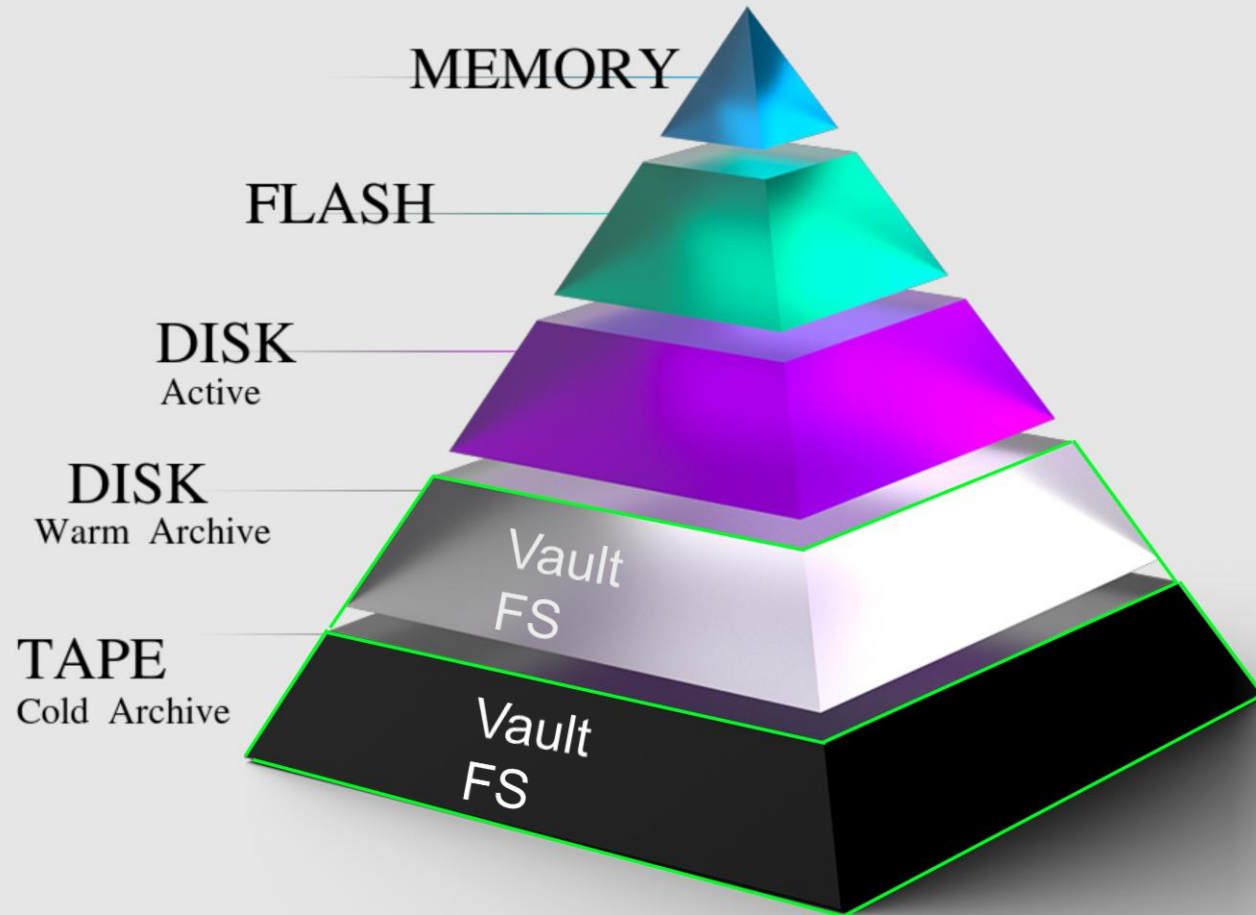 MEMORY
FLASH
DISK
Active
DISK
Warm Archive
Vault
FS
TAPE
Cold Archive
Vault
FS